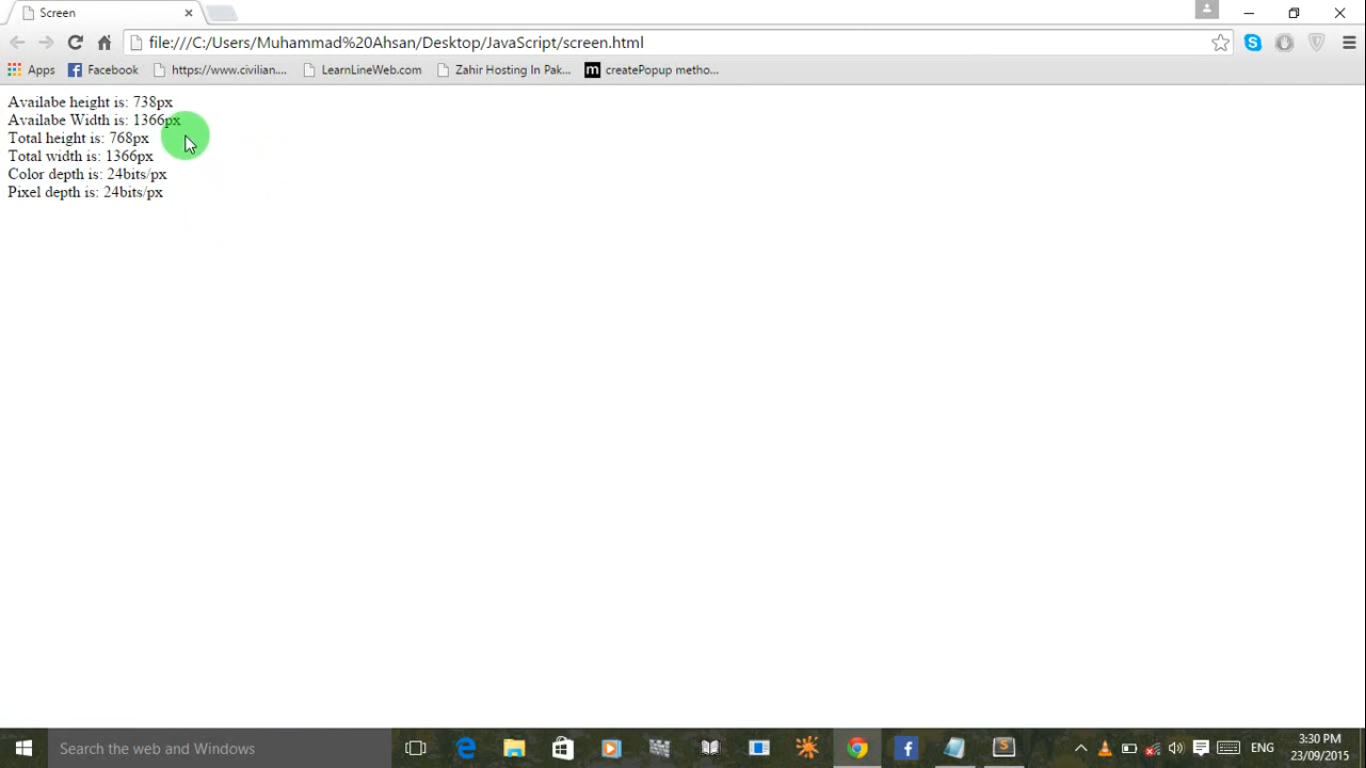 Screen
file:///C:/Users/Muhammad%20Ahsan/Desktop/JavaScript/screen.html
Apps Facebook https://www.civilian.... LearnLineWeb.com Zahir Hosting In Pak... m createPopup metho...
Availabe height is: 738px
Availabe Width is: 1366px
Total height is: 768px
Total width is: 1366px
Color depth is: 24bits/px
Pixel depth is: 24bits/px
Search the web and Windows
ENG
3:30 PM
23/09/2015